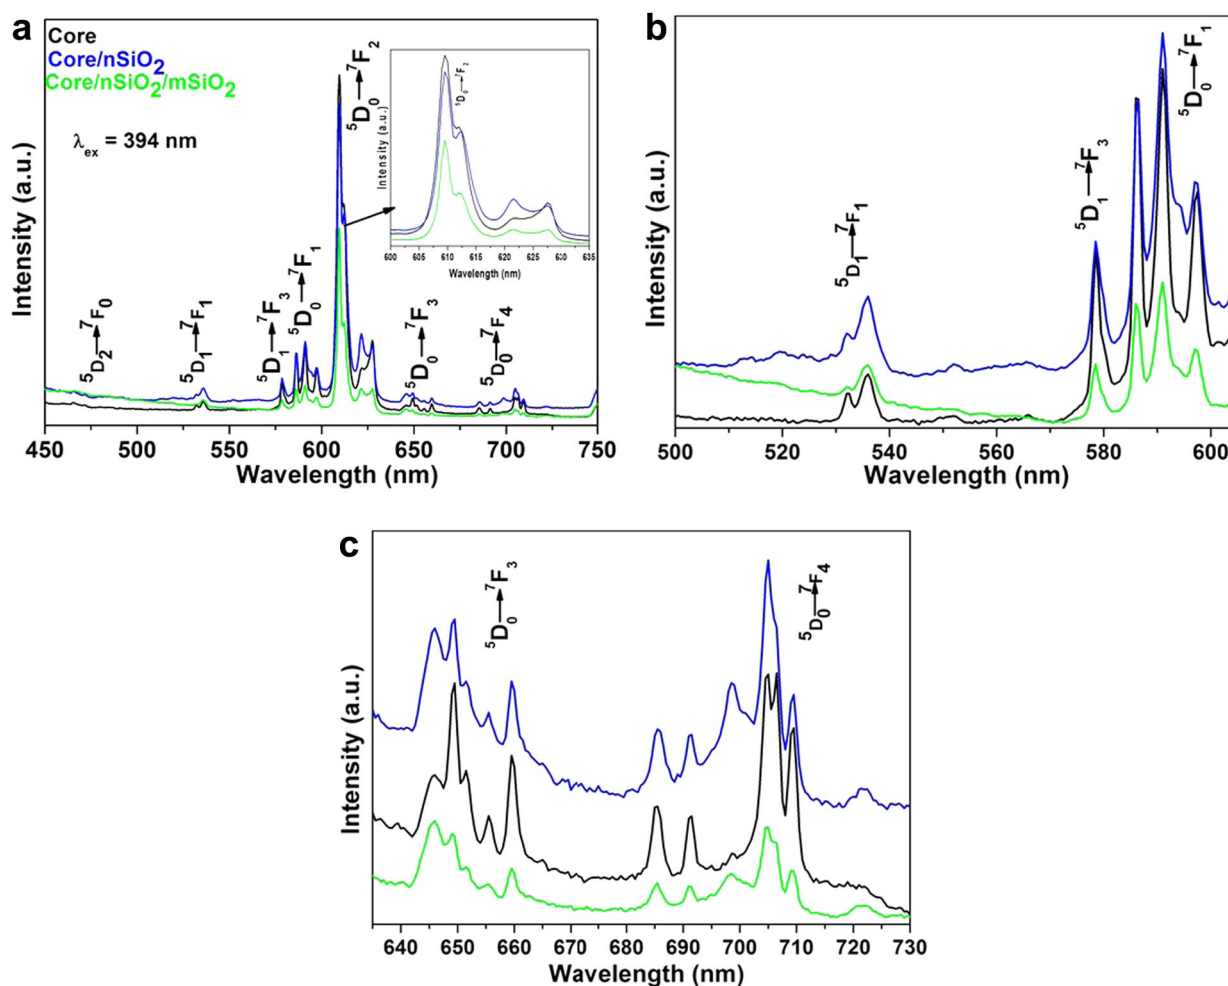 a
Core
Core/nSiO₂
Core/nSiO₂/mSiO₂
λex = 394 nm
⁵D₂→⁷F₀
⁵D₁→⁷F₁
⁵D₁→⁷F₃
⁵D₀→⁷F₁
⁵D₀→⁷F₂
⁵D₀→⁷F₃
⁵D₀→⁷F₄
Intensity (a.u.)
450 500 550 600 650 700 750
Wavelength (nm)
⁵D₀→⁷F₂
Intensity (a.u.)
600 605 610 615 620 625 630 635
Wavelength (nm)
b
⁵D₁→⁷F₁
⁵D₁→⁷F₃
⁵D₀→⁷F₁
Intensity (a.u.)
500 520 540 560 580 600
Wavelength (nm)
c
⁵D₀→⁷F₃
⁵D₀→⁷F₄
Intensity (a.u.)
640 650 660 670 680 690 700 710 720 730
Wavelength (nm)